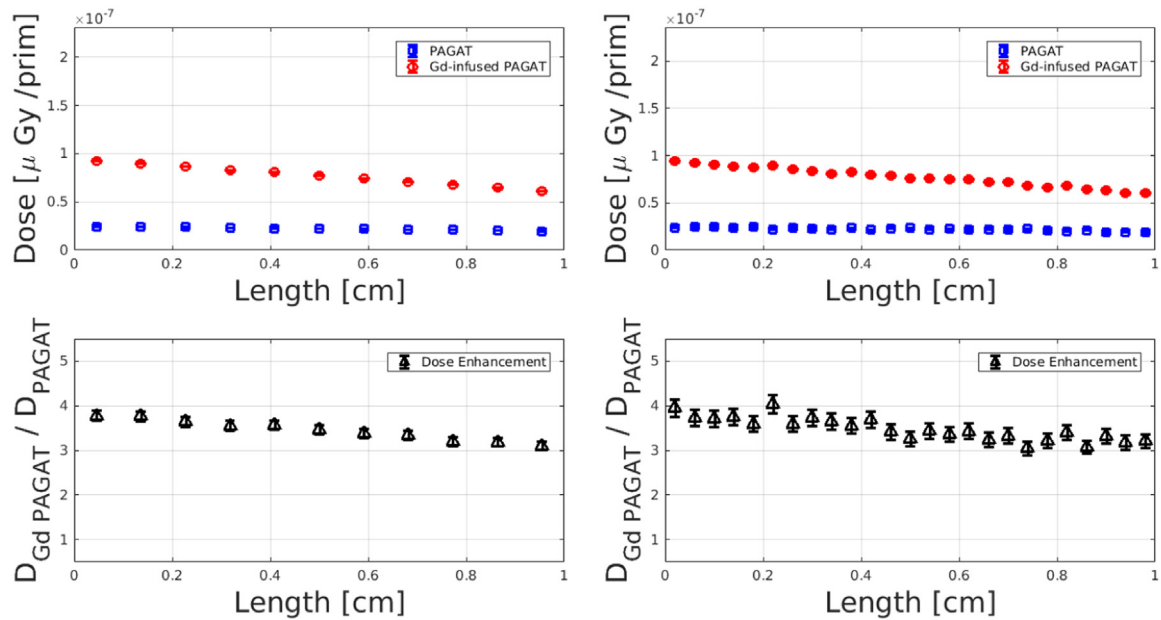 ×10⁻⁷
2
1.5
1
0.5
0
Dose [μ Gy /prim]
PAGAT
Gd-infused PAGAT
0 0.2 0.4 0.6 0.8 1
Length [cm]
×10⁻⁷
2
1.5
1
0.5
0
Dose [μ Gy /prim]
PAGAT
Gd-infused PAGAT
0 0.2 0.4 0.6 0.8 1
Length [cm]
5
4
3
2
1
D_Gd PAGAT / D_PAGAT
Dose Enhancement
0 0.2 0.4 0.6 0.8 1
Length [cm]
5
4
3
2
1
D_Gd PAGAT / D_PAGAT
Dose Enhancement
0 0.2 0.4 0.6 0.8 1
Length [cm]